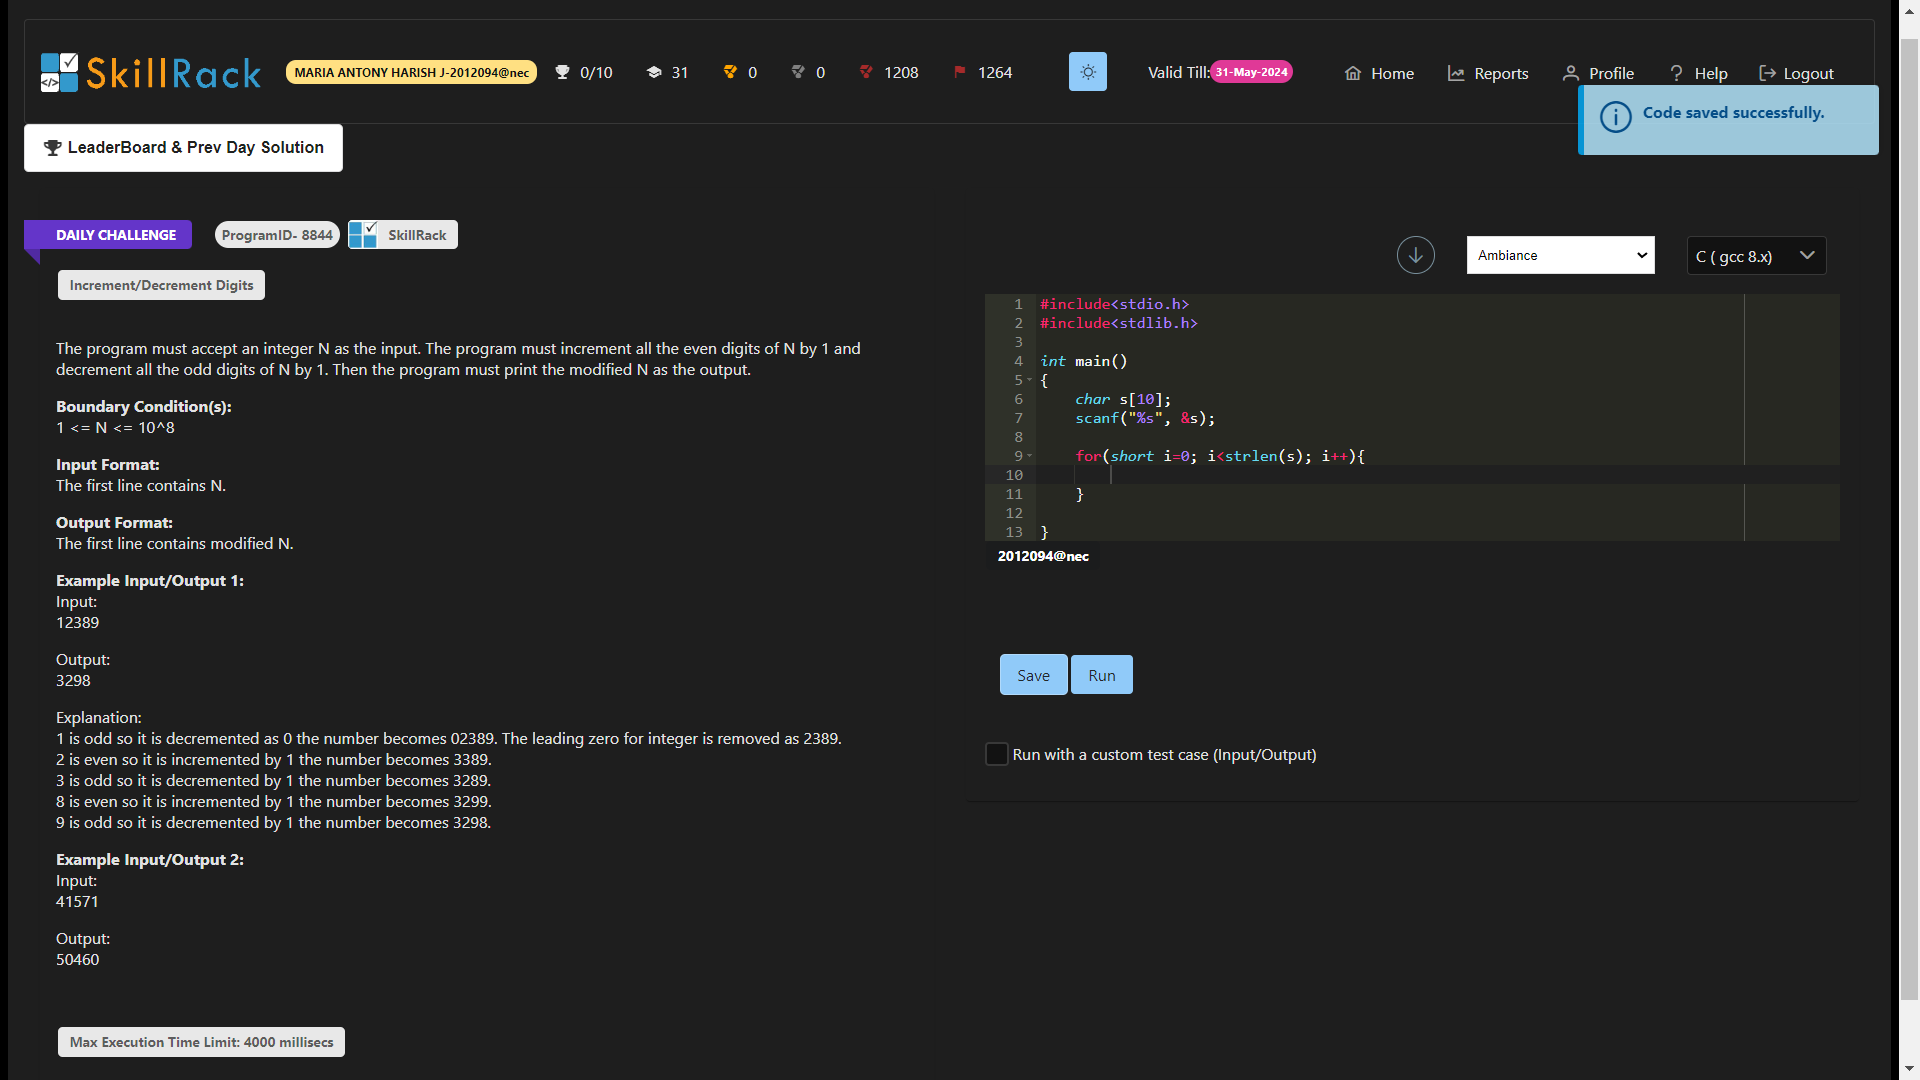 SkillRack
MARIA ANTONY HARISH J-2012094@nec
0/10
31
0
0
1208
1264
Valid Till: 31-May-2024
Home
Reports
Profile
? Help
Logout
Code saved successfully.
LeaderBoard & Prev Day Solution
DAILY CHALLENGE
ProgramID- 8844
SkillRack
Increment/Decrement Digits
The program must accept an integer N as the input. The program must increment all the even digits of N by 1 and
decrement all the odd digits of N by 1. Then the program must print the modified N as the output.
Boundary Condition(s):
1 <= N <= 10^8
Input Format:
The first line contains N.
Output Format:
The first line contains modified N.
Example Input/Output 1:
Input:
12389
Output:
3298
Explanation:
1 is odd so it is decremented as 0 the number becomes 02389. The leading zero for integer is removed as 2389.
2 is even so it is incremented by 1 the number becomes 3389.
3 is odd so it is decremented by 1 the number becomes 3289.
8 is even so it is incremented by 1 the number becomes 3299.
9 is odd so it is decremented by 1 the number becomes 3298.
Example Input/Output 2:
Input:
41571
Output:
50460
Max Execution Time Limit: 4000 millisecs
Ambiance
C ( gcc 8.x)
1 #include<stdio.h>
2 #include<stdlib.h>
3
4 int main()
5 {
6 char s[10];
7 scanf("%s", &s);
8
9 for(short i=0; i<strlen(s); i++){
10
11 }
12
13 }
2012094@nec
Save
Run
Run with a custom test case (Input/Output)